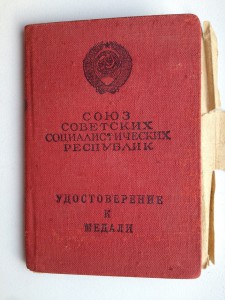 СОЮЗ
СОВЕТСКИХ
СОЦИАЛИСТИЧЕСКИХ
РЕСПУБЛИК
УДОСТОВЕРЕНИЕ
К
МЕДАЛИ